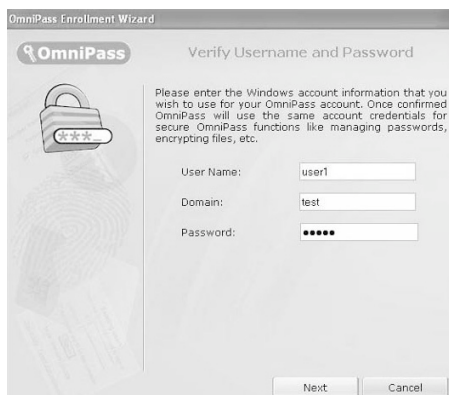 OmniPass Enrollment Wizard
OmniPass
Verify Username and Password
Please enter the Windows account information that you
wish to use for your OmniPass account. Once confirmed
OmniPass will use the same account credentials for
secure OmniPass functions like managing passwords,
encrypting files, etc.
User Name: user1
Domain: test
Password: •••••
***_
Next Cancel